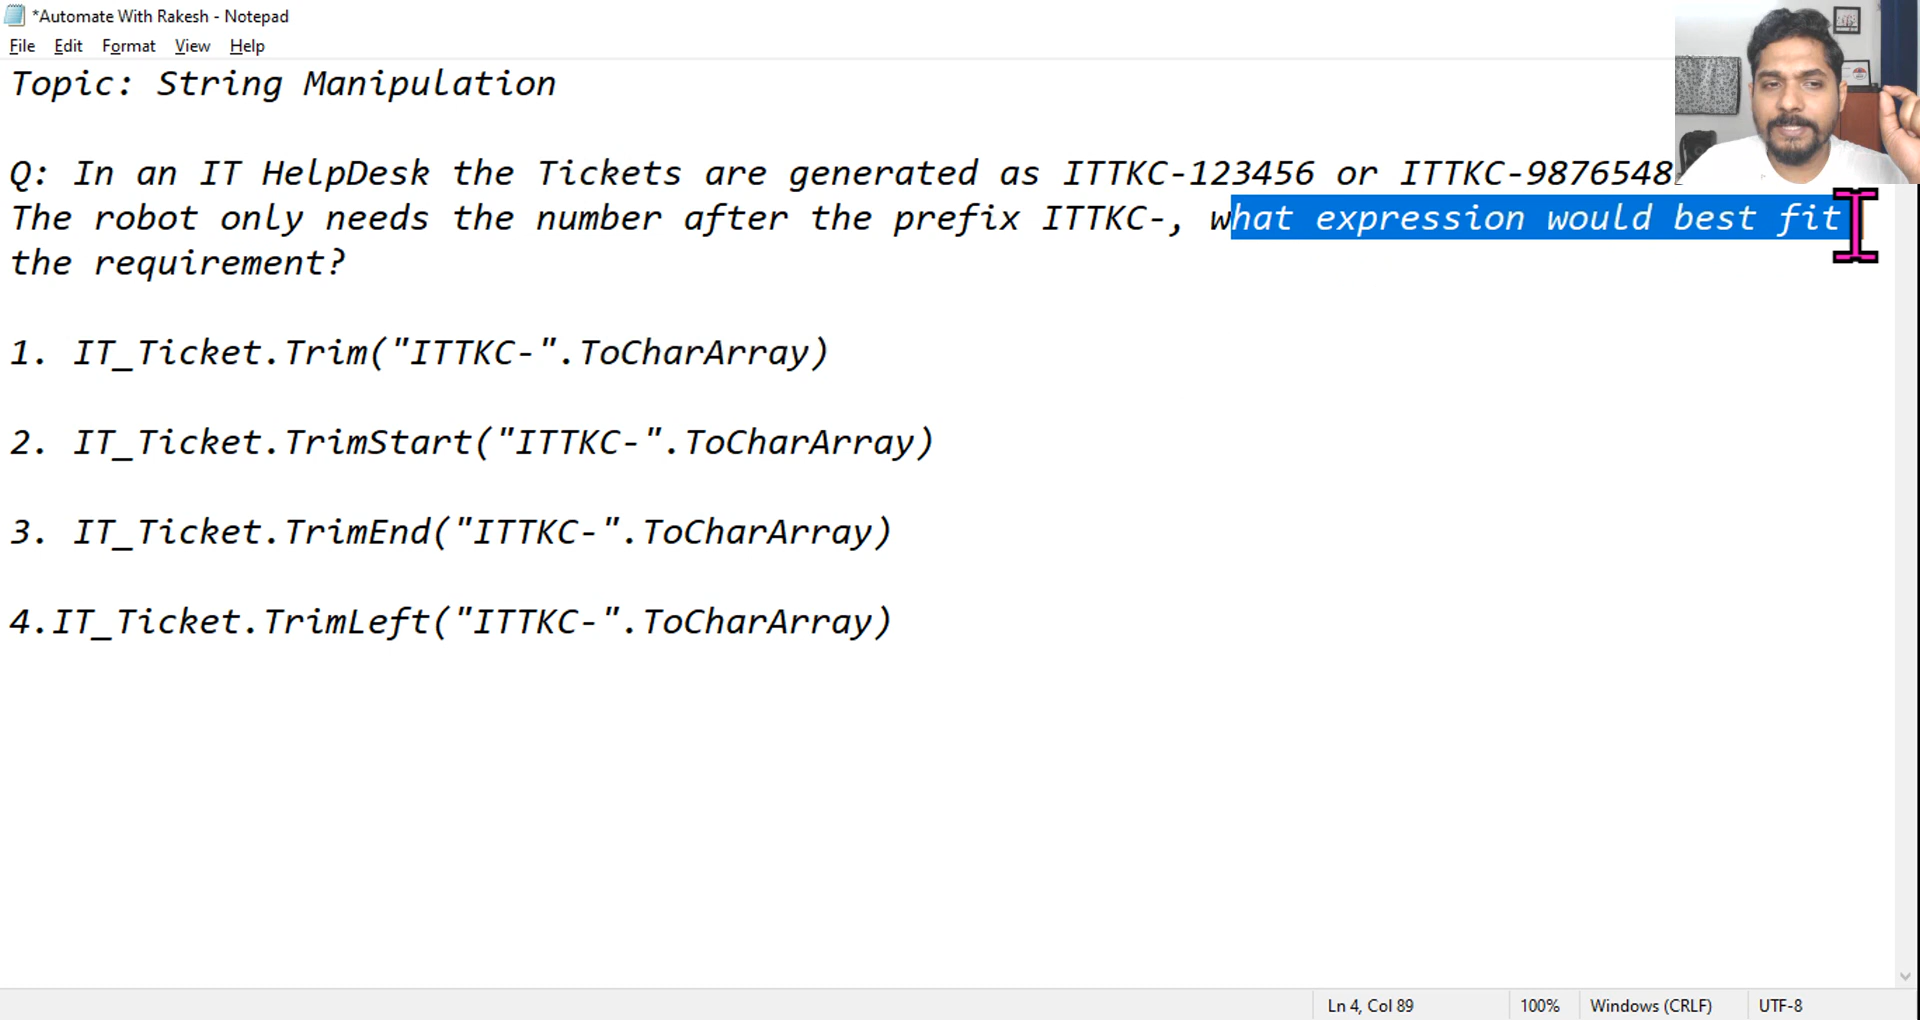 *Automate With Rakesh - Notepad
File Edit Format View Help
Topic: String Manipulation
Q: In an IT HelpDesk the Tickets are generated as ITTKC-123456 or
The robot only needs the number after the prefix ITTKC-, what expression would best fit
the requirement?
1. IT_Ticket.Trim("ITTKC-".ToCharArray)
2. IT_Ticket.TrimStart("ITTKC-".ToCharArray)
3. IT_Ticket.TrimEnd("ITTKC-".ToCharArray)
4.IT_Ticket.TrimLeft("ITTKC-".ToCharArray)
Ln 4, Col 89 100% Windows (CRLF) UTF-8